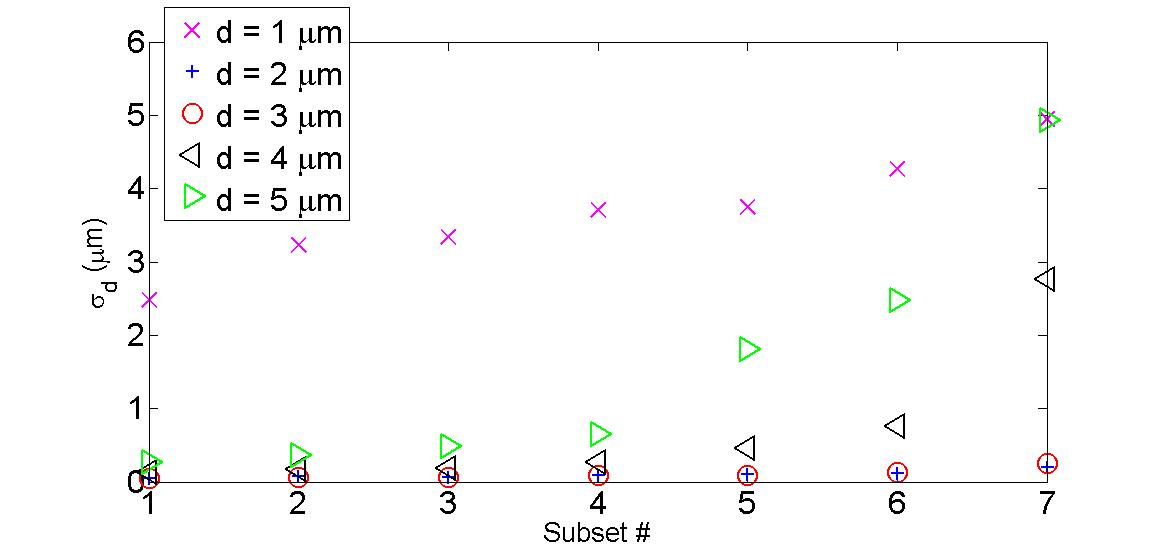 d = 1 μm
d = 2 μm
d = 3 μm
d = 4 μm
d = 5 μm
6
5
4
3
2
1
0
σd (μm)
1 2 3 4 5 6 7
Subset #